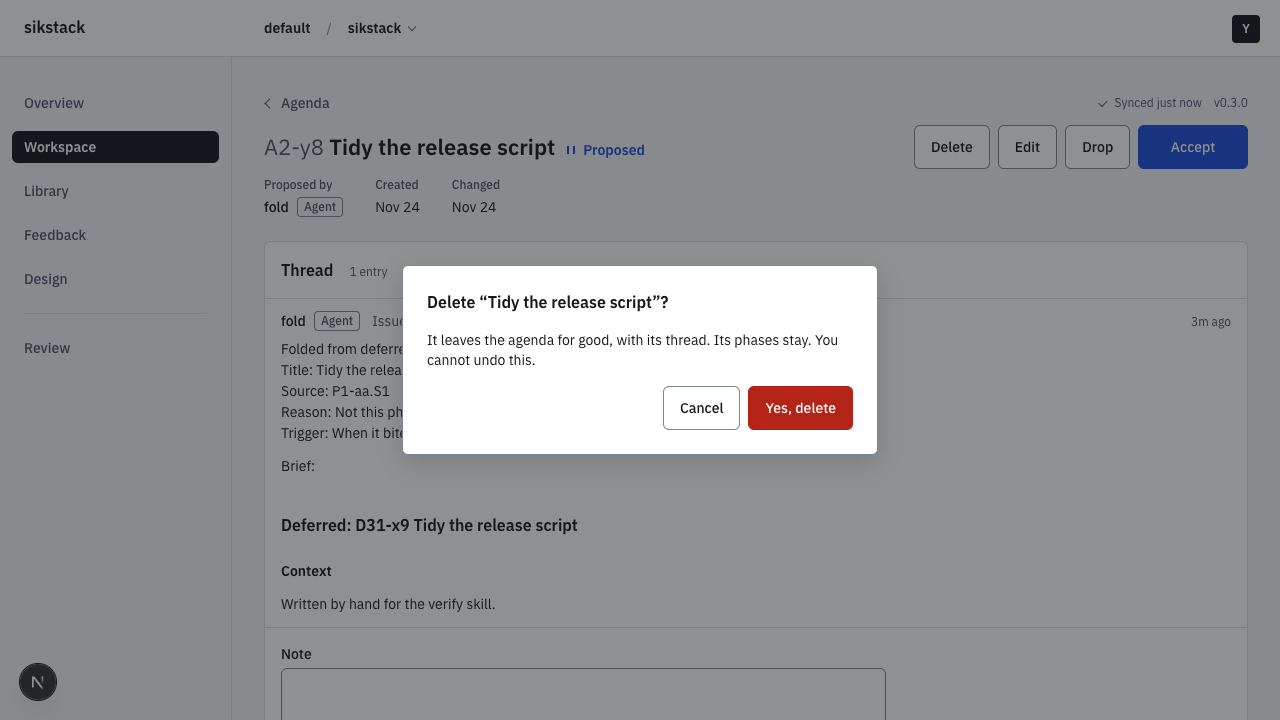 sikstack
default / sikstack
Y
Overview
Workspace
Library
Feedback
Design
Review
Agenda
Synced just now v0.3.0
A2-y8 Tidy the release script Proposed
Delete Edit Drop Accept
Proposed by Created Changed
fold Agent Nov 24 Nov 24
Thread 1 entry
fold Agent 3m ago
Folded from
Title: Tidy the
Source: P1-aa.S1
Reason: Not this
Trigger: When it
Brief:
Deferred: D31-x9 Tidy the release script
Context
Written by hand for the verify skill.
Note
Delete “Tidy the release script”?
It leaves the agenda for good, with its thread. Its phases stay. You
cannot undo this.
Cancel Yes, delete
N